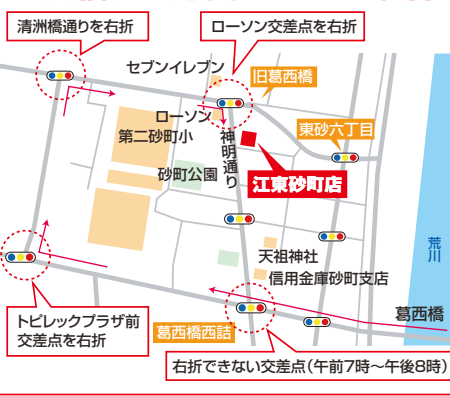 清洲橋通りを右折
ローソン交差点を右折
セブンイレブン
旧葛西橋
ローソン
第二砂町小
神明通り
東砂六丁目
砂町公園
江東砂町店
荒川
天祖神社
信用金庫砂町支店
トピレックプラザ前
交差点を右折
葛西橋西詰
葛西橋
右折できない交差点(午前7時〜午後8時)